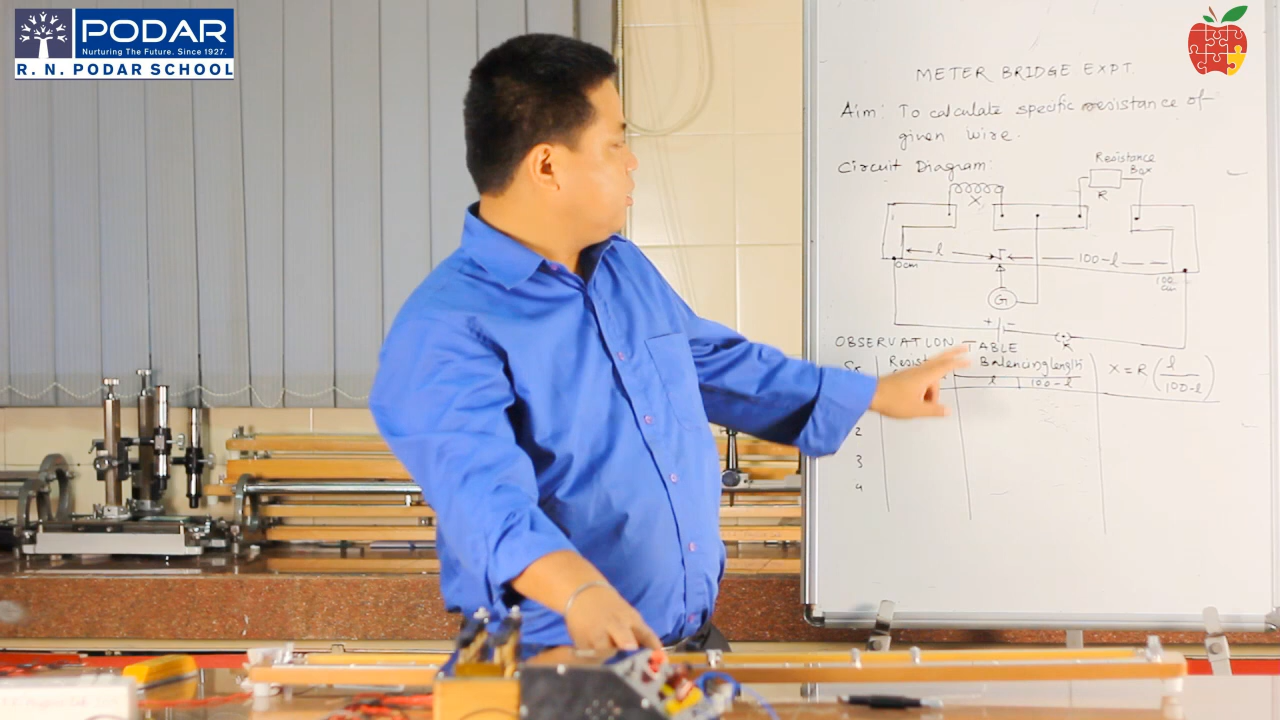 PODAR
Nurturing The Future. Since 1927.
R. N. PODAR SCHOOL
METER BRIDGE EXPT.
Aim: To calculate specific resistance of
given wire.
Circuit Diagram:
Resistance
Box
X
R
l
J
100-l
0cm
100
cm
G
+ -
K
OBSERVATION TABLE
Sr Balancing length X = R (l/100-l)
l 100-l
2
3
4